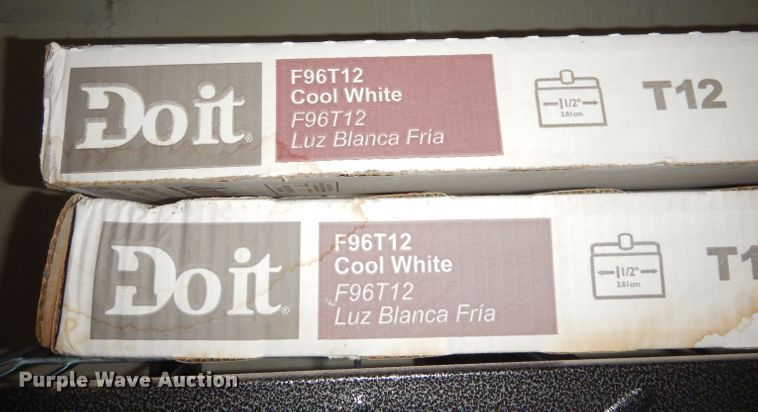 Do it®
F96T12
Cool White
F96T12
Luz Blanca Fría
1 1/2"
3.81cm
T12
Do it®
F96T12
Cool White
F96T12
Luz Blanca Fría
1 1/2"
3.81cm
T1
Purple Wave Auction